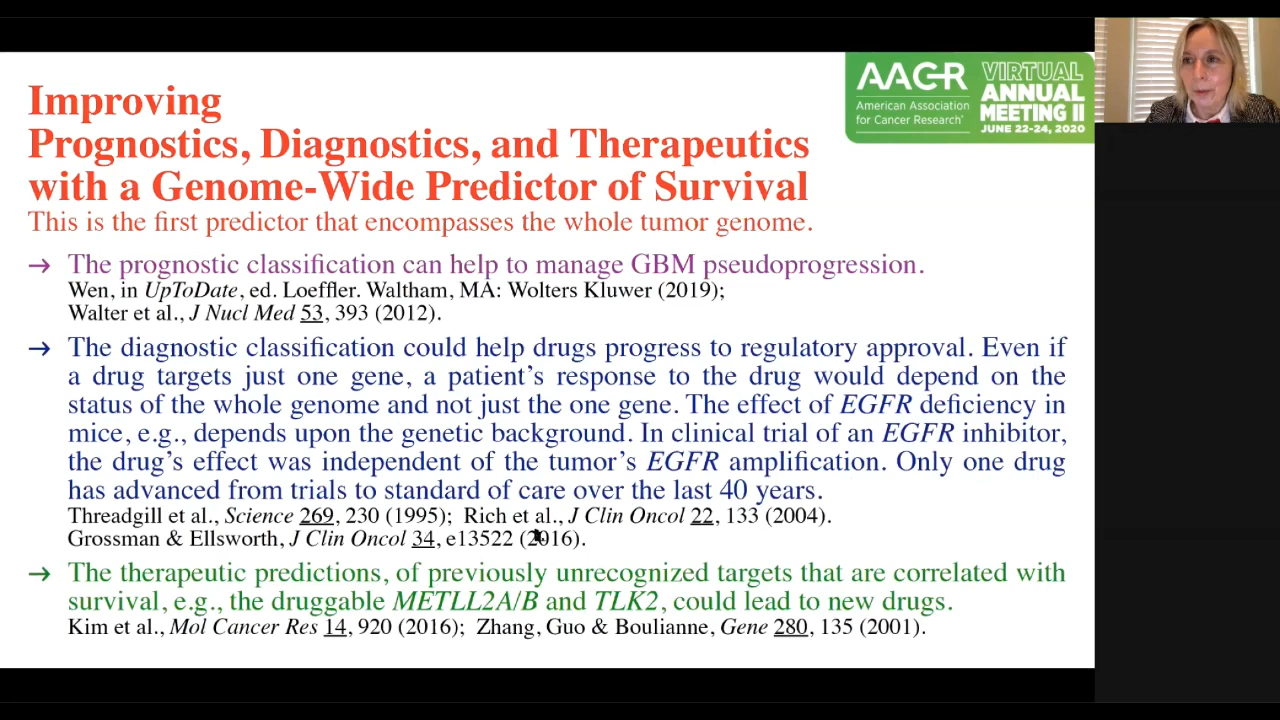 Improving
Prognostics, Diagnostics, and Therapeutics
with a Genome-Wide Predictor of Survival
This is the first predictor that encompasses the whole tumor genome.
AACR
American Association
for Cancer Research®
VIRTUAL
ANNUAL
MEETING II
JUNE 22-24, 2020
→ The prognostic classification can help to manage GBM pseudoprogression.
Wen, in UpToDate, ed. Loeffler. Waltham, MA: Wolters Kluwer (2019);
Walter et al., J Nucl Med 53, 393 (2012).
→ The diagnostic classification could help drugs progress to regulatory approval. Even if
a drug targets just one gene, a patient's response to the drug would depend on the
status of the whole genome and not just the one gene. The effect of EGFR deficiency in
mice, e.g., depends upon the genetic background. In clinical trial of an EGFR inhibitor,
the drug's effect was independent of the tumor's EGFR amplification. Only one drug
has advanced from trials to standard of care over the last 40 years.
Threadgill et al., Science 269, 230 (1995); Rich et al., J Clin Oncol 22, 133 (2004).
Grossman & Ellsworth, J Clin Oncol 34, e13522 (2016).
→ The therapeutic predictions, of previously unrecognized targets that are correlated with
survival, e.g., the druggable METLL2A/B and TLK2, could lead to new drugs.
Kim et al., Mol Cancer Res 14, 920 (2016); Zhang, Guo & Boulianne, Gene 280, 135 (2001).